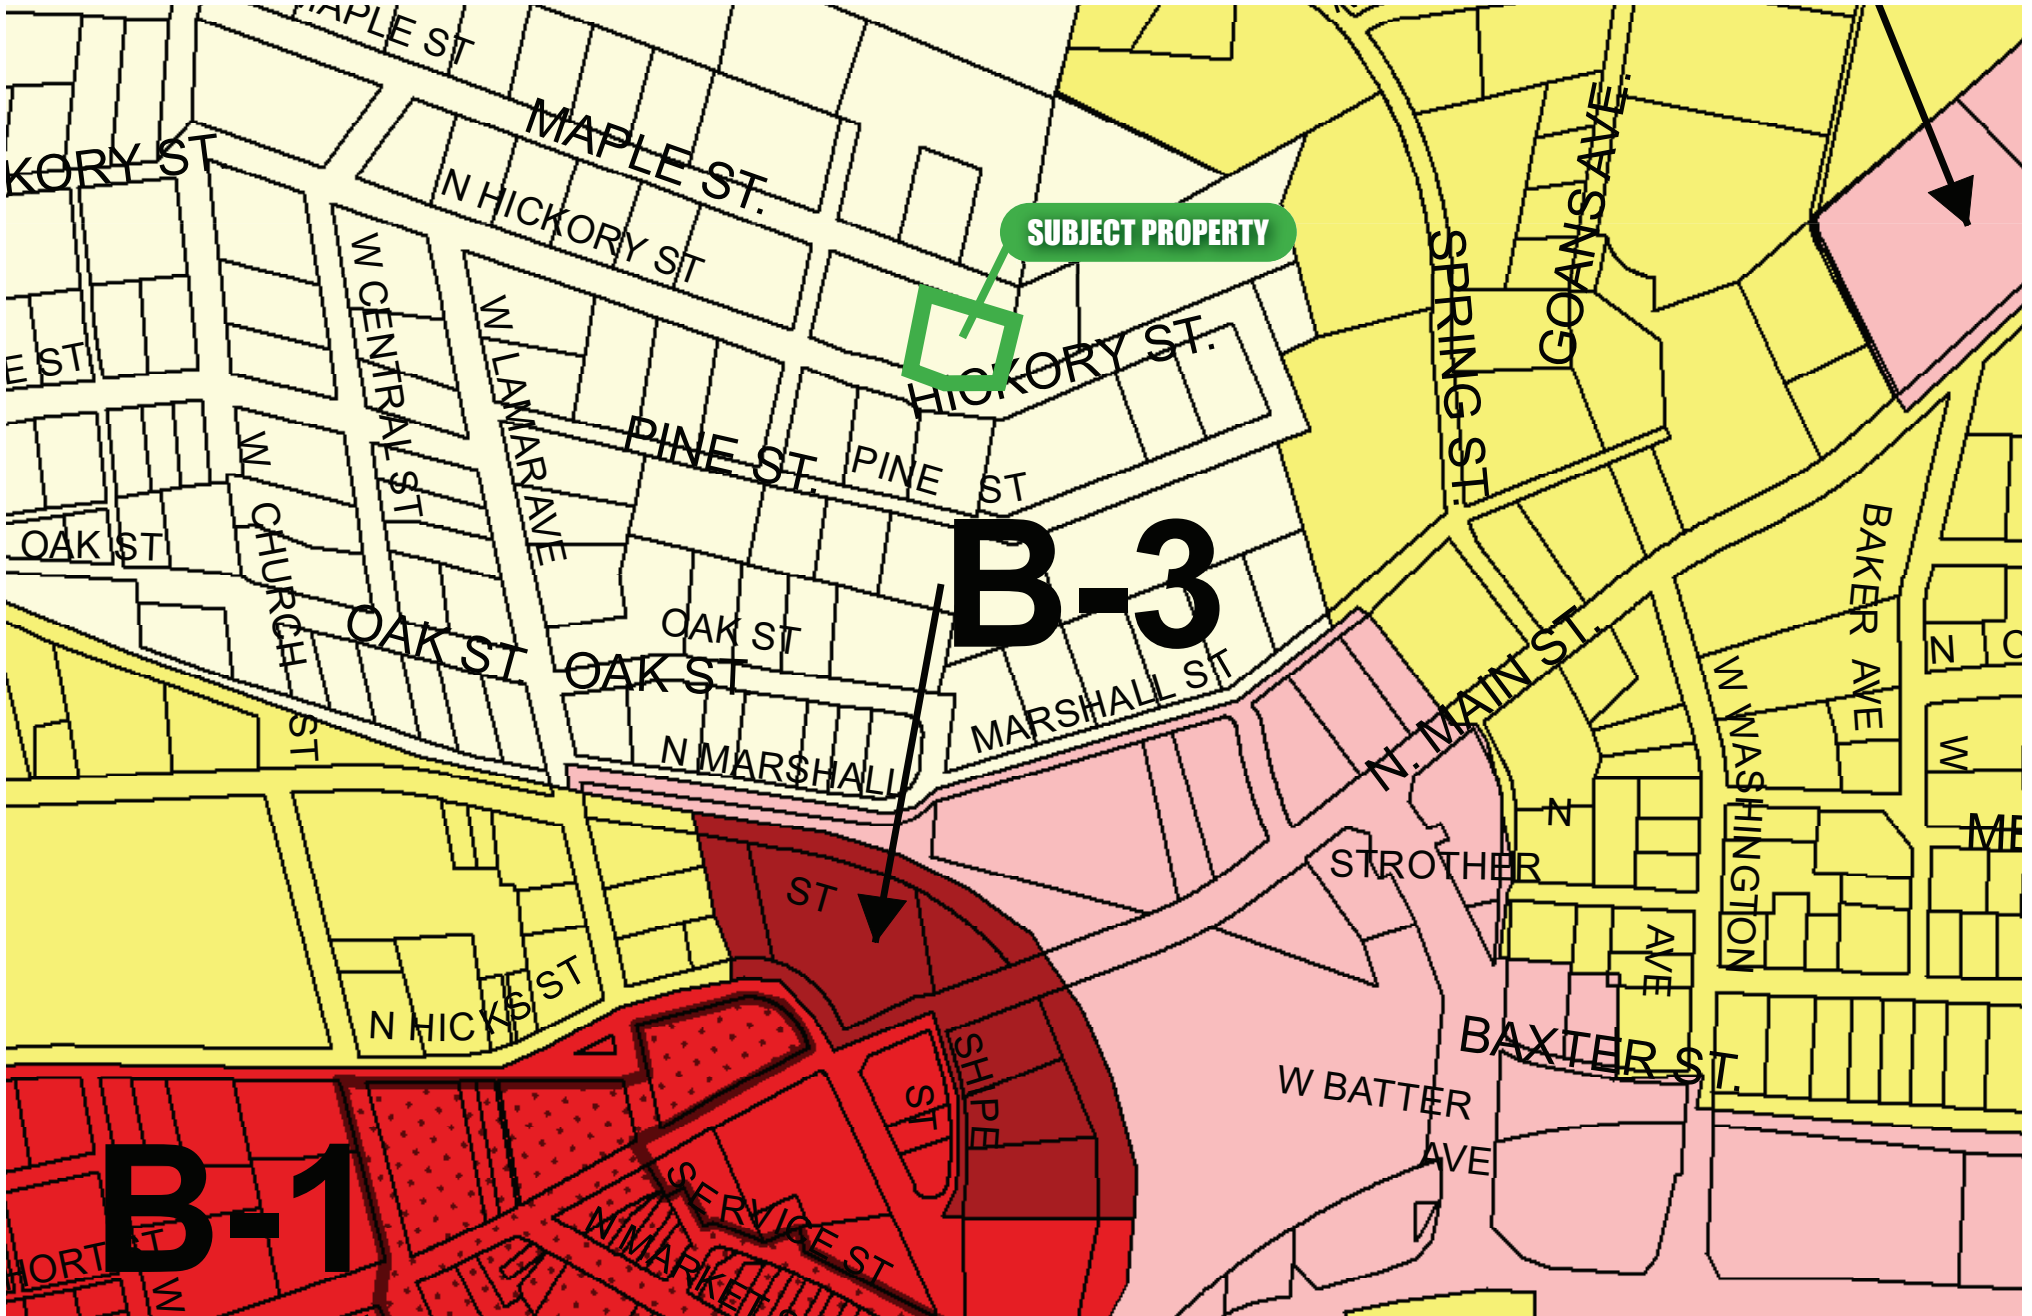 MAPLE ST
MAPLE ST.
KORY ST
N HICKORY ST
SUBJECT PROPERTY
SPRING ST.
GOANS AVE.
W CENTRAL ST
W LAMAR AVE
HICKORY ST.
E ST
PINE ST.
PINE ST
W CHURCH ST
OAK ST
B-3
BAKER AVE
OAK ST.
OAK ST
OAK ST
MARSHALL ST
N. MAIN ST.
W WASHINGTON AVE
N
W
N MARSHALL ST
N
ME
STROTHER
N HICKS ST
SHIPE ST
BAXTER ST.
W BATTER AVE
B-1
SERVICE ST
N MARKET
HORT ST
W